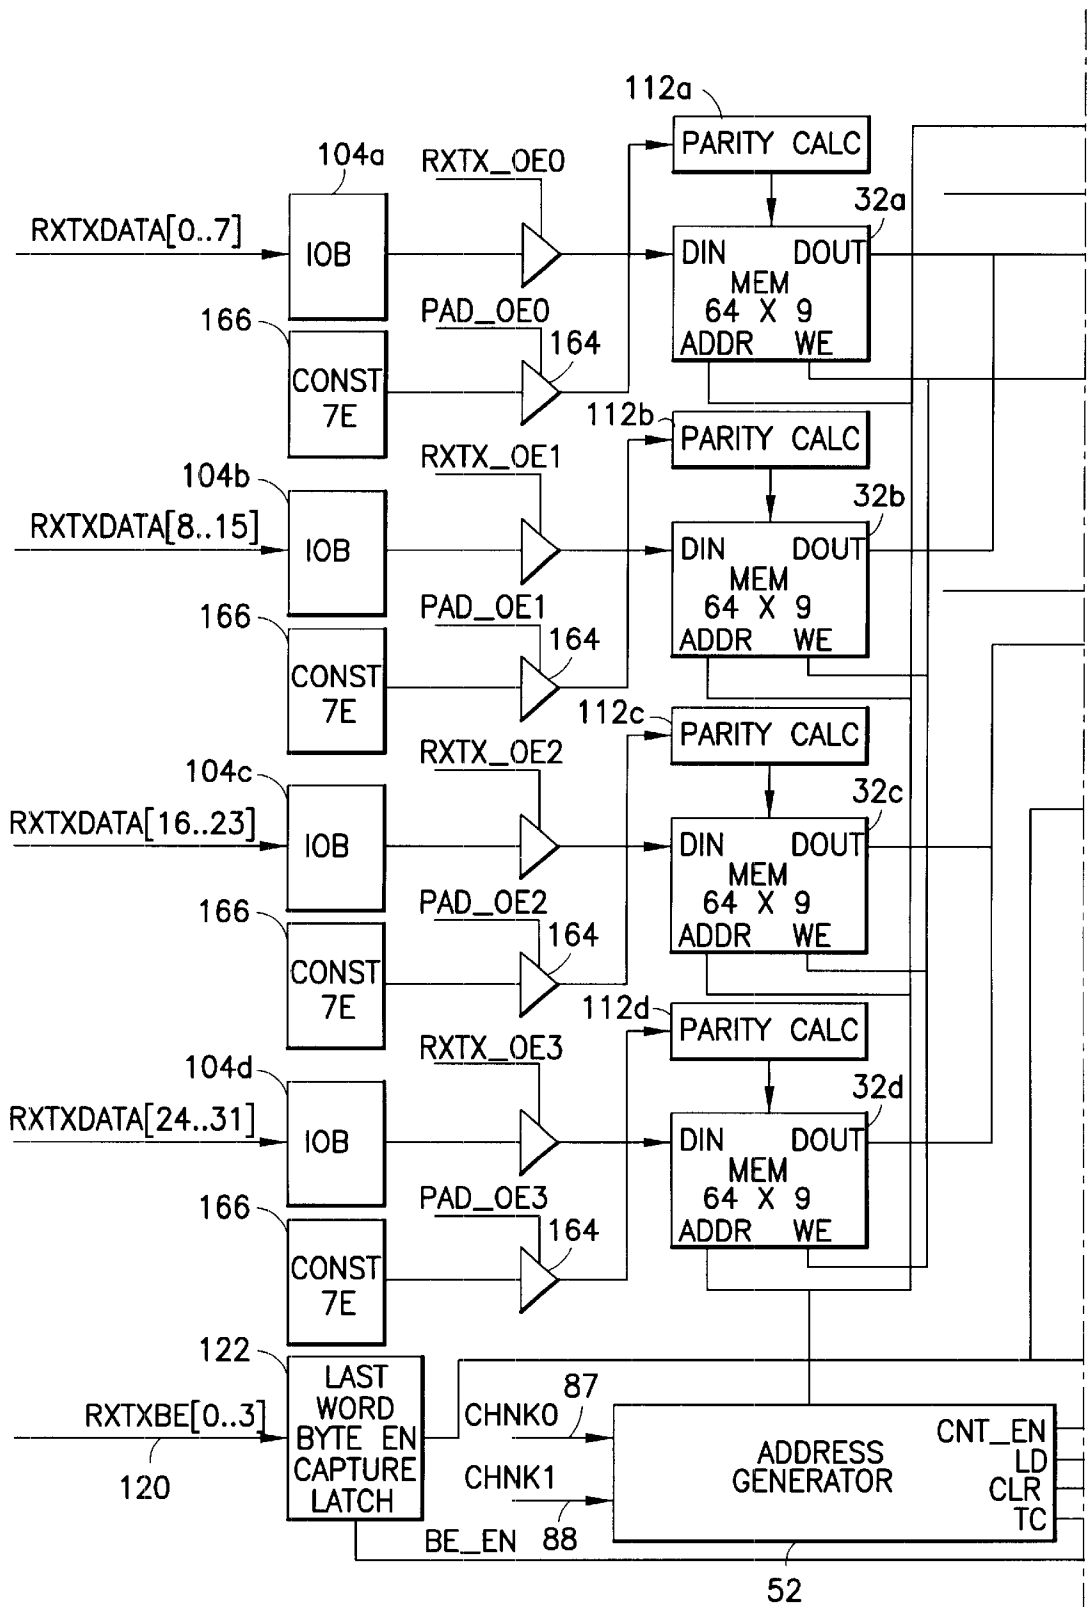 112a
PARITY CALC
104a
RXTX_OE0
RXTXDATA[0..7]
IOB
32a
DIN DOUT
MEM
64 X 9
ADDR WE
166
PAD_OE0
164
CONST
7E
112b
PARITY CALC
104b
RXTX_OE1
RXTXDATA[8..15]
IOB
32b
DIN DOUT
MEM
64 X 9
ADDR WE
166
PAD_OE1
164
CONST
7E
112c
PARITY CALC
104c
RXTX_OE2
RXTXDATA[16..23]
IOB
32c
DIN DOUT
MEM
64 X 9
ADDR WE
166
PAD_OE2
164
CONST
7E
112d
PARITY CALC
104d
RXTX_OE3
RXTXDATA[24..31]
IOB
32d
DIN DOUT
MEM
64 X 9
ADDR WE
166
PAD_OE3
164
CONST
7E
122
LAST
WORD
BYTE EN
CAPTURE
LATCH
RXTXBE[0..3]
120
CHNK0
87
CHNK1
88
BE_EN
ADDRESS
GENERATOR
CNT_EN
LD
CLR
TC
52